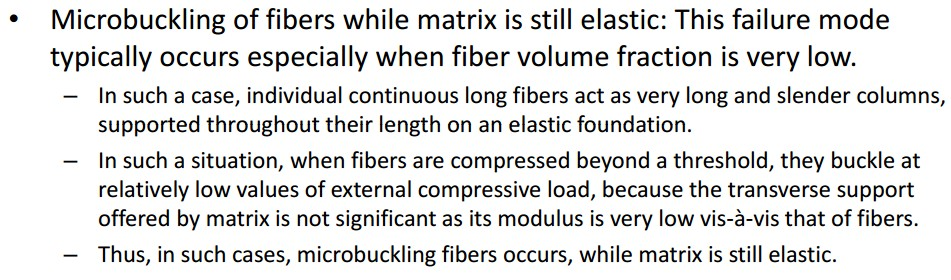 • Microbuckling of fibers while matrix is still elastic: This failure mode
typically occurs especially when fiber volume fraction is very low.
– In such a case, individual continuous long fibers act as very long and slender columns,
supported throughout their length on an elastic foundation.
– In such a situation, when fibers are compressed beyond a threshold, they buckle at
relatively low values of external compressive load, because the transverse support
offered by matrix is not significant as its modulus is very low vis-à-vis that of fibers.
– Thus, in such cases, microbuckling fibers occurs, while matrix is still elastic.